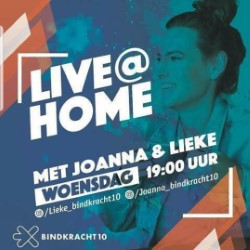 LIVE@
HOME
MET JOANNA & LIEKE
WOENSDAG 19:00 UUR
@/Lieke_bindkracht10 @/Joanna_bindkracht10
BINDKRACHT10